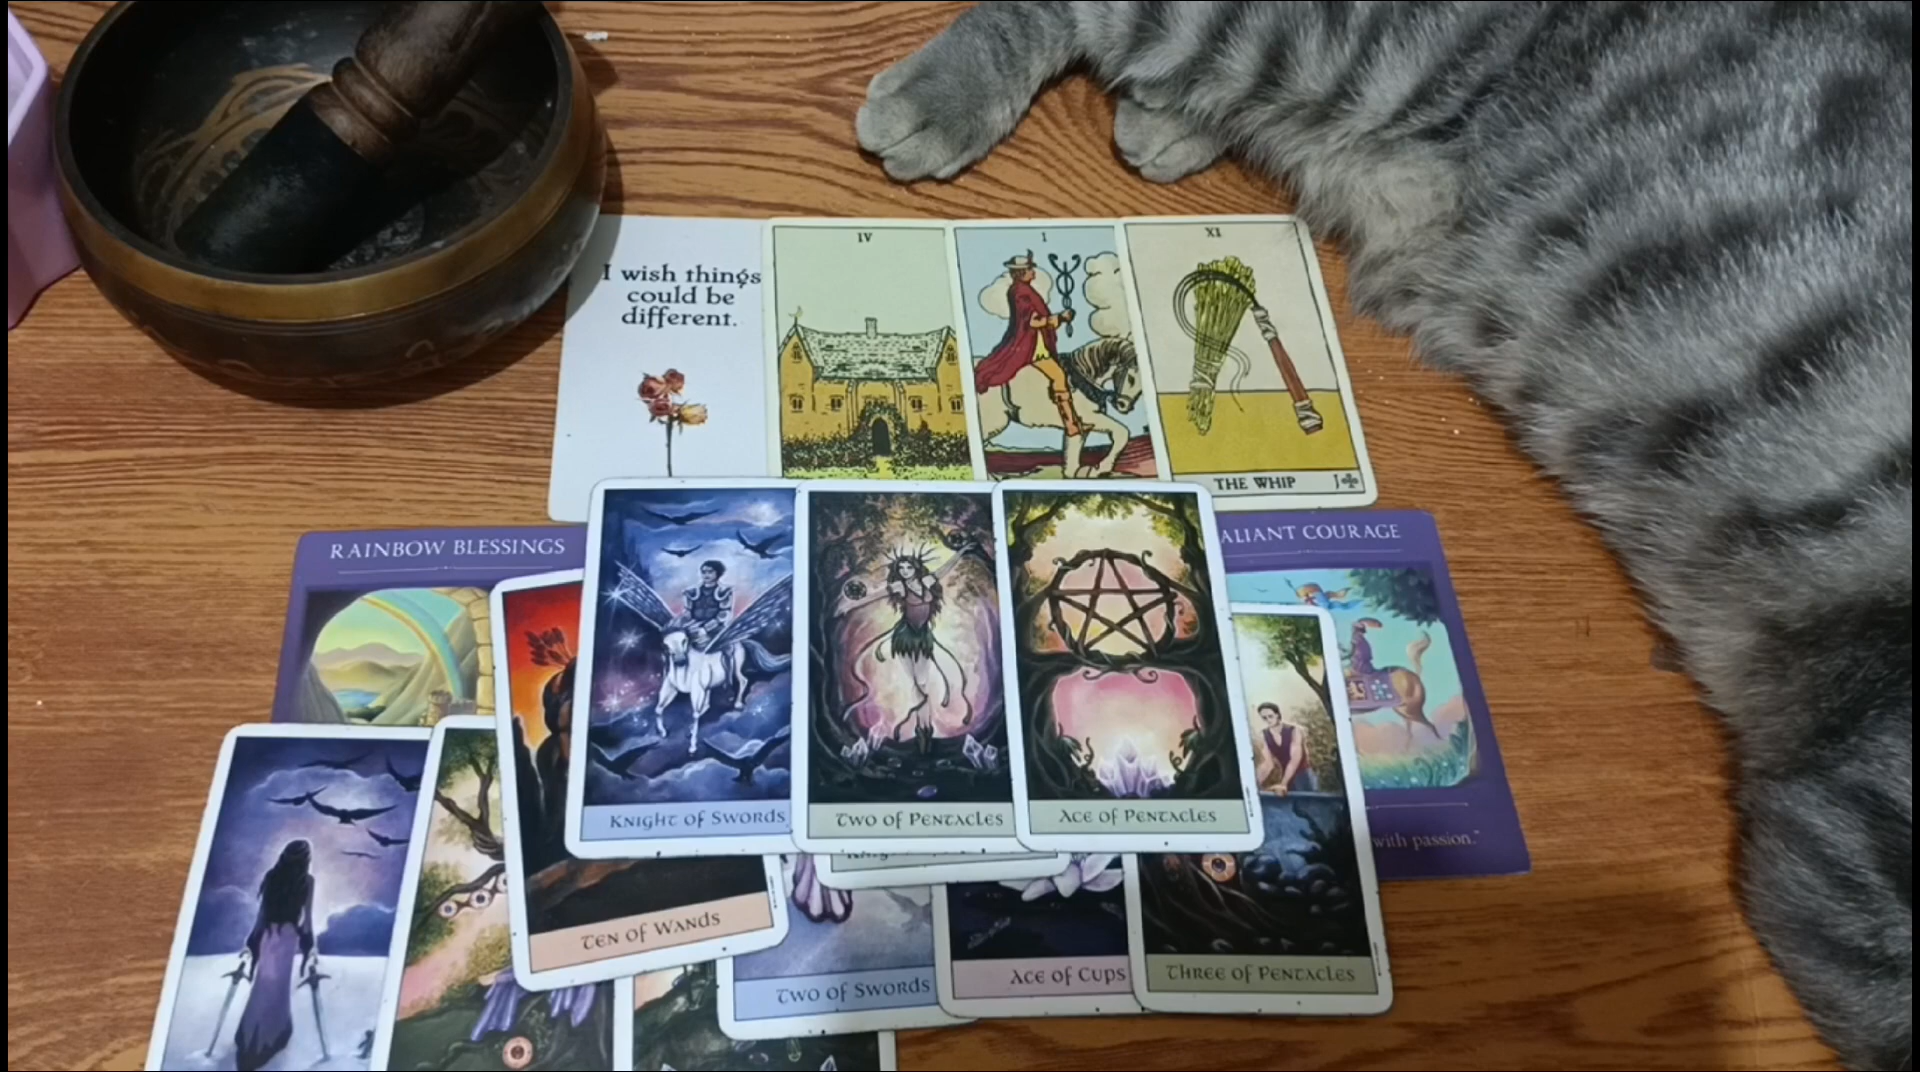 I wish things
could be
different.
IV
I
XI
THE WHIP J
RAINBOW BLESSINGS
ALIANT COURAGE
with passion."
Knight of Swords
Two of Pentacles
Ace of Pentacles
Ten of Wands
Two of Swords
Ace of Cups
Three of Pentacles